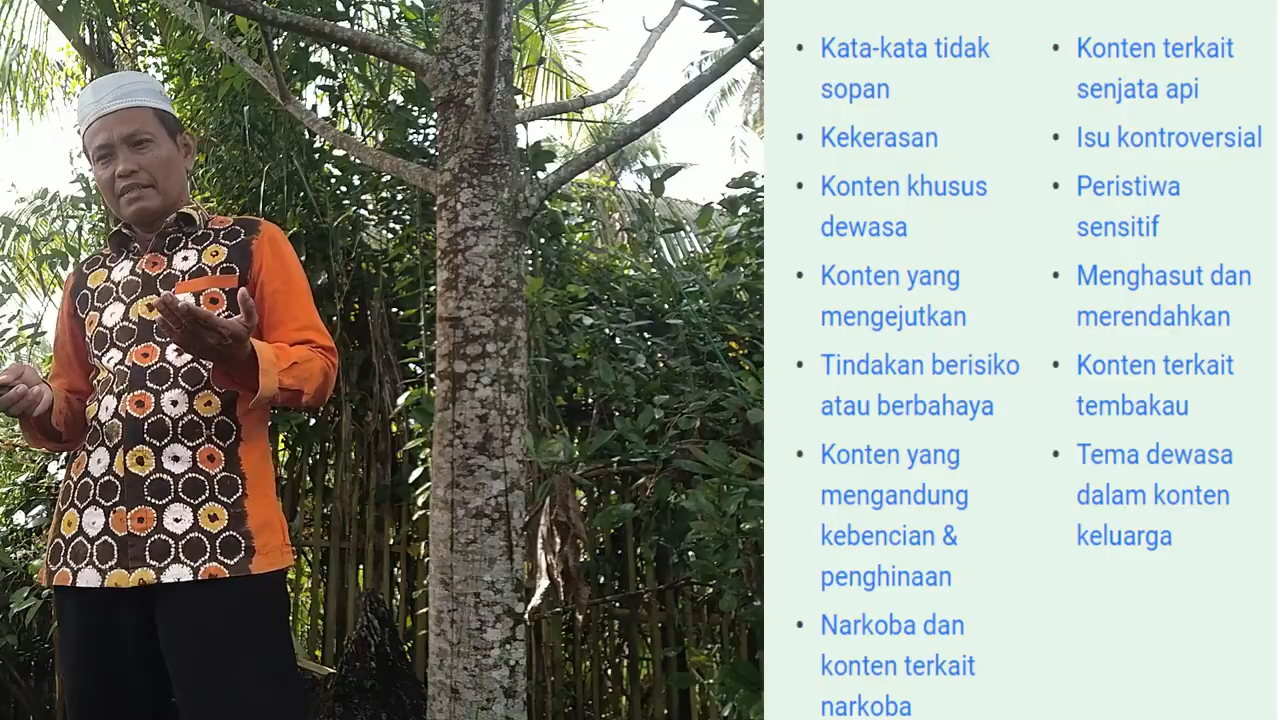 Kata-kata tidak
sopan
Kekerasan
Konten khusus
dewasa
Konten yang
mengejutkan
Tindakan berisiko
atau berbahaya
Konten yang
mengandung
kebencian &
penghinaan
Narkoba dan
konten terkait
narkoba
Konten terkait
senjata api
Isu kontroversial
Peristiwa
sensitif
Menghasut dan
merendahkan
Konten terkait
tembakau
Tema dewasa
dalam konten
keluarga